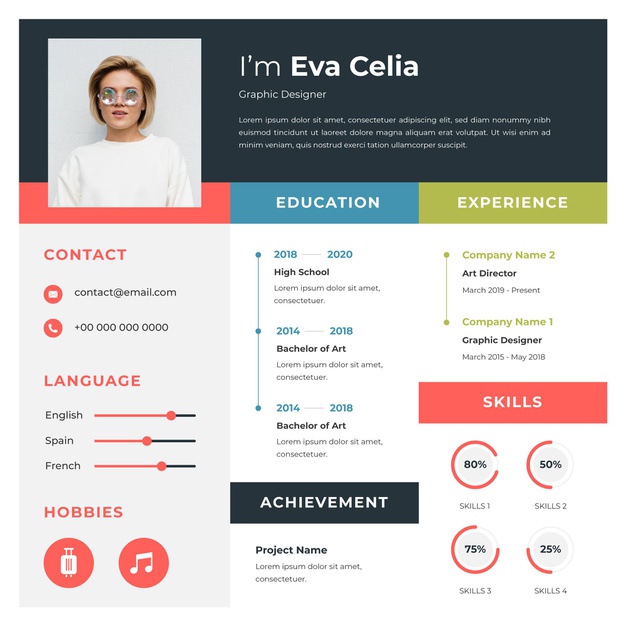 I'm Eva Celia
Graphic Designer
Lorem ipsum dolor sit amet, consectetuer adipiscing elit, sed diam nonummy nibh
euismod tincidunt ut laoreet dolore magna aliquam erat volutpat. Ut wisi enim ad
minim veniam, quis nostrud exerci tation ullamcorper suscipit.
CONTACT
contact@email.com
+00 000 000 0000
LANGUAGE
English
Spain
French
HOBBIES
EDUCATION
2018 2020
High School
Lorem ipsum dolor sit amet,
consectetuer.
2014 2018
Bachelor of Art
Lorem ipsum dolor sit amet,
consectetuer.
2014 2018
Bachelor of Art
Lorem ipsum dolor sit amet,
consectetuer.
ACHIEVEMENT
Project Name
Lorem ipsum dolor sit amet,
consectetuer.
EXPERIENCE
Company Name 2
Art Director
March 2019 - Present
Company Name 1
Graphic Designer
March 2015 - May 2018
SKILLS
80% 50%
SKILLS 1 SKILLS 2
75% 25%
SKILLS 3 SKILLS 4